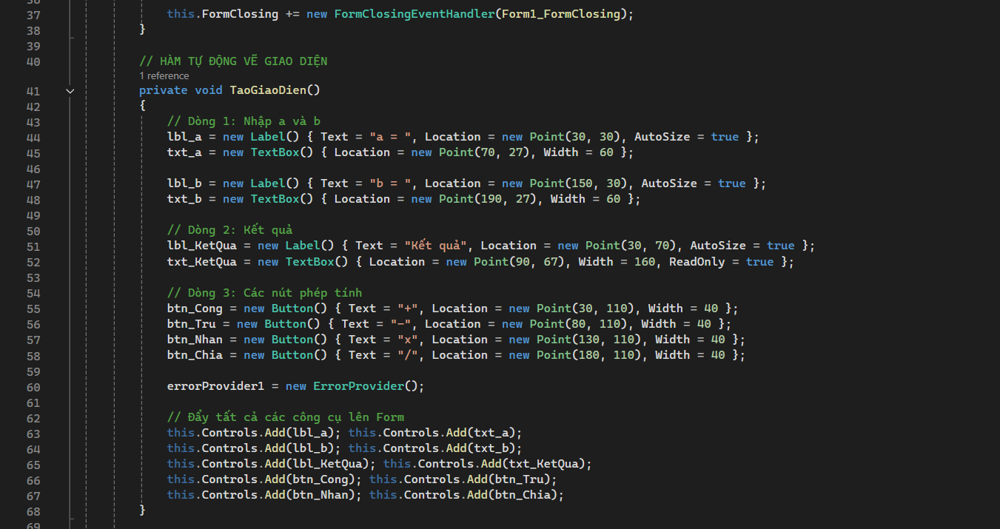 36
37 this.FormClosing += new FormClosingEventHandler(Form1_FormClosing);
38 }
39
40 // HÀM TỰ ĐỘNG VẼ GIAO DIỆN
1 reference
41 private void TaoGiaoDien()
42 {
43 // Dòng 1: Nhập a và b
44 lbl_a = new Label() { Text = "a = ", Location = new Point(30, 30), AutoSize = true };
45 txt_a = new TextBox() { Location = new Point(70, 27), Width = 60 };
46
47 lbl_b = new Label() { Text = "b = ", Location = new Point(150, 30), AutoSize = true };
48 txt_b = new TextBox() { Location = new Point(190, 27), Width = 60 };
49
50 // Dòng 2: Kết quả
51 lbl_KetQua = new Label() { Text = "Kết quả", Location = new Point(30, 70), AutoSize = true };
52 txt_KetQua = new TextBox() { Location = new Point(90, 67), Width = 160, ReadOnly = true };
53
54 // Dòng 3: Các nút phép tính
55 btn_Cong = new Button() { Text = "+", Location = new Point(30, 110), Width = 40 };
56 btn_Tru = new Button() { Text = "-", Location = new Point(80, 110), Width = 40 };
57 btn_Nhan = new Button() { Text = "x", Location = new Point(130, 110), Width = 40 };
58 btn_Chia = new Button() { Text = "/", Location = new Point(180, 110), Width = 40 };
59
60 errorProvider1 = new ErrorProvider();
61
62 // Đẩy tất cả các công cụ lên Form
63 this.Controls.Add(lbl_a); this.Controls.Add(txt_a);
64 this.Controls.Add(lbl_b); this.Controls.Add(txt_b);
65 this.Controls.Add(lbl_KetQua); this.Controls.Add(txt_KetQua);
66 this.Controls.Add(btn_Cong); this.Controls.Add(btn_Tru);
67 this.Controls.Add(btn_Nhan); this.Controls.Add(btn_Chia);
68 }
69